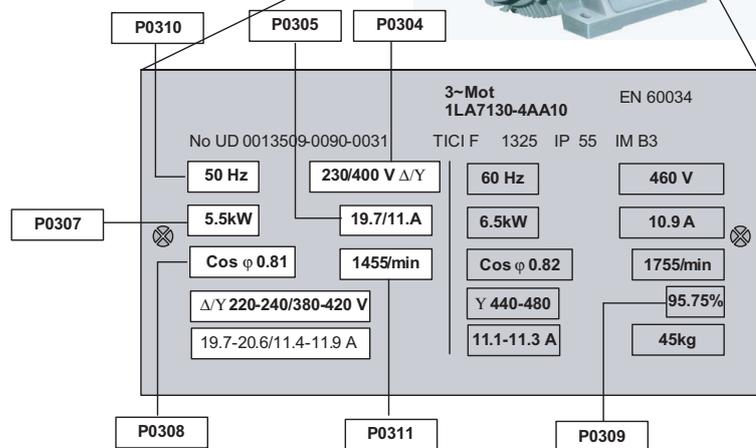 P0310 P0305 P0304
3~Mot EN 60034
1LA7130-4AA10
No UD 0013509-0090-0031 TICI F 1325 IP 55 IM B3
50 Hz 230/400 V Δ/Y 60 Hz 460 V
P0307 5.5kW 19.7/11.A 6.5kW 10.9 A
Cos φ 0.81 1455/min Cos φ 0.82 1755/min
Δ/Y 220-240/380-420 V Y 440-480 95.75%
19.7-20.6/11.4-11.9 A 11.1-11.3 A 45kg
P0308 P0311 P0309